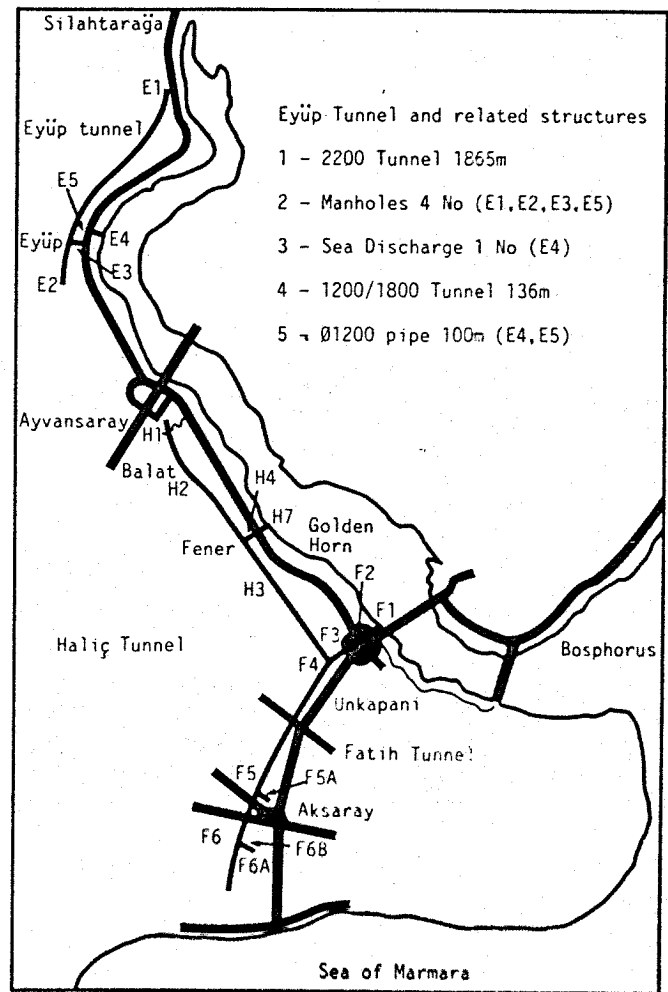 Silahtarağa
E1
Eyüp tunnel
Eyüp Tunnel and related structures
1 - 2200 Tunnel 1865m
2 - Manholes 4 No (E1,E2,E3,E5)
3 - Sea Discharge 1 No (E4)
4 - 1200/1800 Tunnel 136m
5 - Ø1200 pipe 100m (E4,E5)
E5
E4
Eyüp
E3
E2
Ayvansaray
H1
Balat
H2
H4
H7
Golden
Horn
Fener
F2
H3
F1
F3
Haliç Tunnel
F4
Bosphorus
Unkapani
Fatih Tunnel
F5
F5A
Aksaray
F6
F6B
F6A
Sea of Marmara